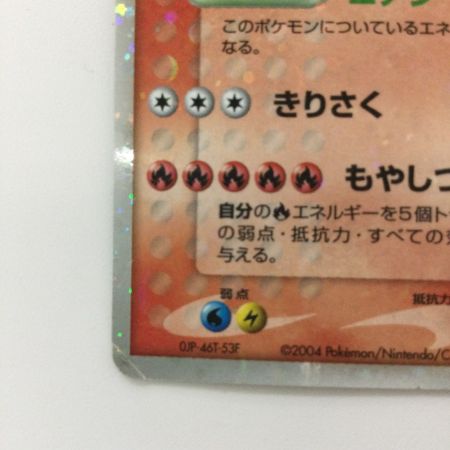 このポケモンについているエネ
なる。
きりさく
もやしつ
自分の エネルギーを5個ト
の弱点・抵抗力・すべての
与える。
弱点
抵抗力
0JP-46T-53F
©2004 Pokémon/Nintendo/C